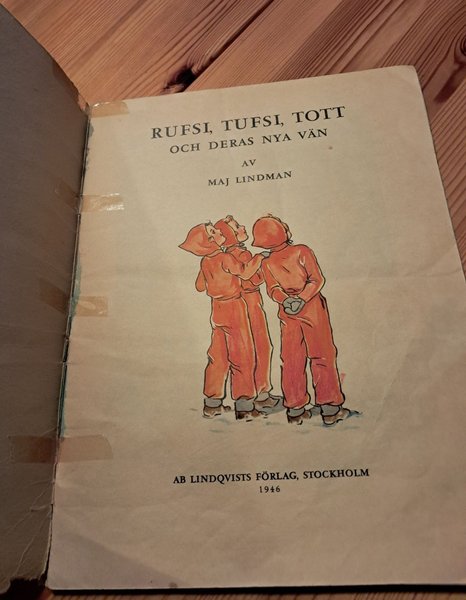 RUFSI, TUFSI, TOTT
OCH DERAS NYA VÄN
AV
MAJ LINDMAN
AB LINDQVISTS FÖRLAG, STOCKHOLM
1946